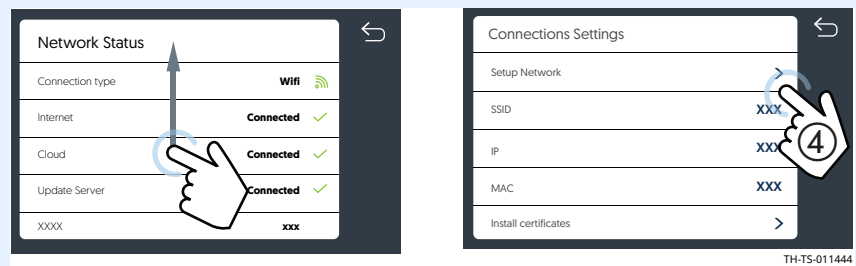 Network Status
Connection type Wifi
Internet Connected
Cloud Connected
Update Server Connected
XXXX xxx
Connections Settings
Setup Network >
SSID XXX
IP XXX
4
MAC XXX
Install certificates >
TH-TS-011444